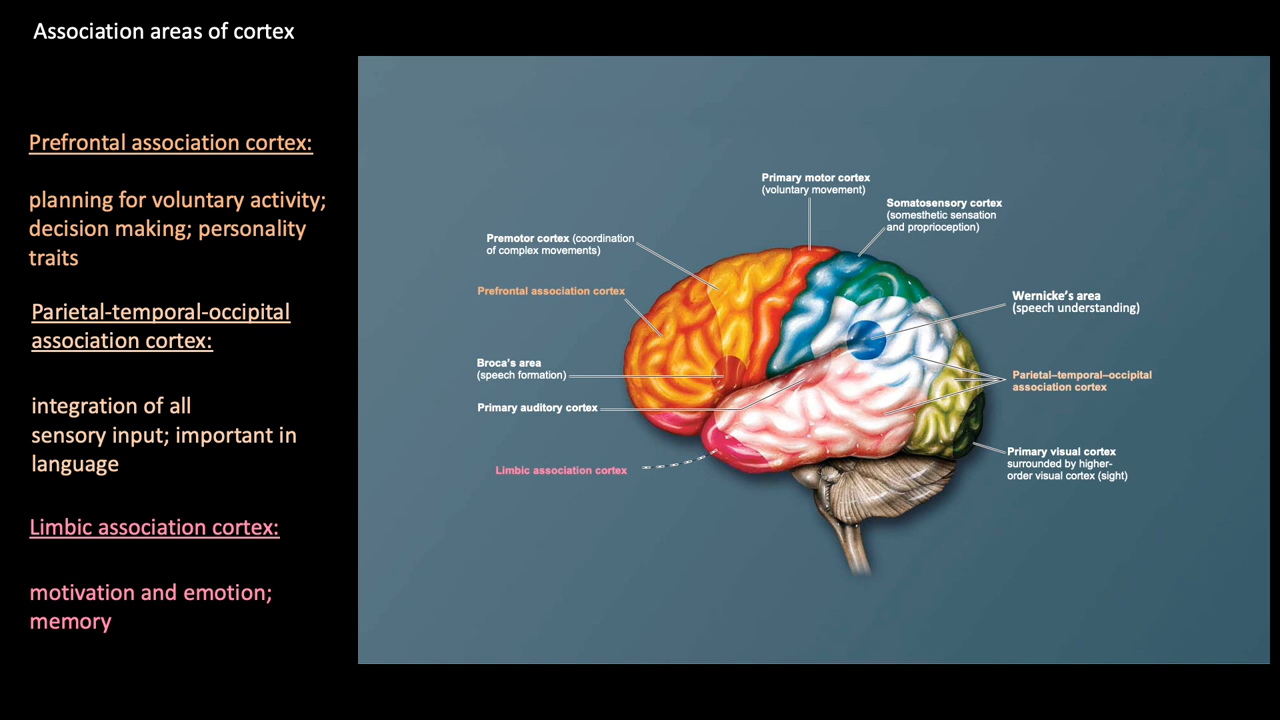 Association areas of cortex
Prefrontal association cortex:
planning for voluntary activity;
decision making; personality
traits
Parietal-temporal-occipital
association cortex:
integration of all
sensory input; important in
language
Limbic association cortex:
motivation and emotion;
memory
Primary motor cortex
(voluntary movement)
Somatosensory cortex
(somesthetic sensation
and proprioception)
Premotor cortex (coordination
of complex movements)
Prefrontal association cortex
Wernicke's area
(speech understanding)
Broca's area
(speech formation)
Parietal–temporal–occipital
association cortex
Primary auditory cortex
Limbic association cortex
Primary visual cortex
surrounded by higher-
order visual cortex (sight)